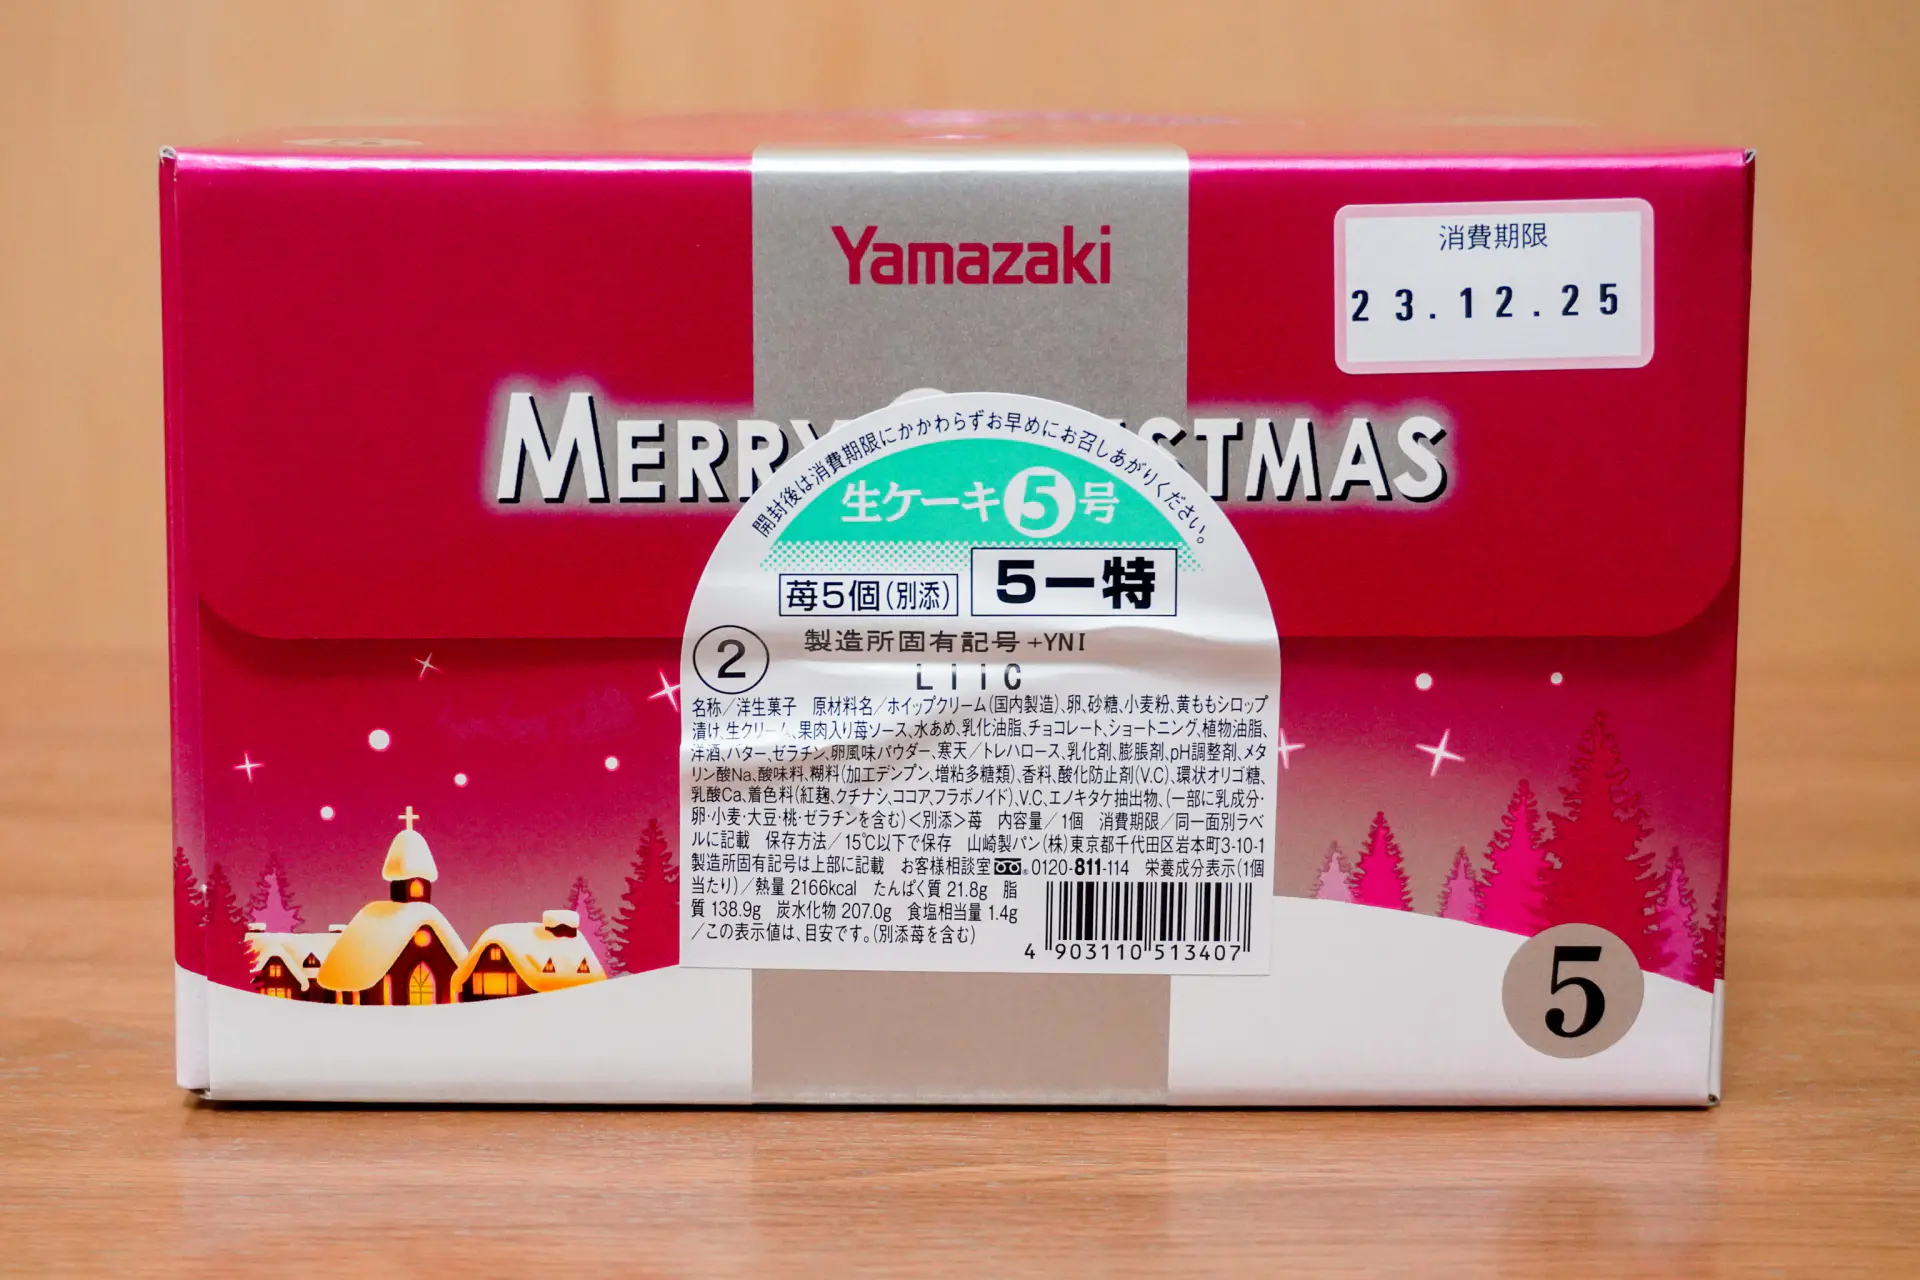 Yamazaki
消費期限
23.12.25
MERRY
STMAS
開封後は消費期限にかかわらずお早めにお召しあがりください。
生ケーキ5号
苺5個(別添)
5ー特
2
製造所固有記号+YNI
LIIC
名称/洋生菓子 原材料名/ホイップクリーム(国内製造)、卵、砂糖、小麦粉、黄ももシロップ
漬け、生クリーム、果肉入り苺ソース、水あめ、乳化油脂、チョコレート、ショートニング、植物油脂、
洋酒、バター、ゼラチン、卵風味パウダー、寒天/トレハロース、乳化剤、膨脹剤、pH調整剤、メタ
リン酸Na、酸味料、糊料(加工デンプン、増粘多糖類)、香料、酸化防止剤(V.C)、環状オリゴ糖、
乳酸Ca、着色料(紅麹、クチナシ、ココア、フラボノイド)、V.C、エノキタケ抽出物、(一部に乳成分・
卵・小麦・大豆・桃・ゼラチンを含む)<別添>苺 内容量/1個 消費期限/同一面別ラベ
ルに記載 保存方法/15℃以下で保存 山崎製パン(株)東京都千代田区岩本町3-10-1
製造所固有記号は上部に記載 お客様相談室 0120-811-114 栄養成分表示(1個
当たり)/熱量 2166kcal たんぱく質 21.8g 脂
質 138.9g 炭水化物 207.0g 食塩相当量 1.4g
/この表示値は、目安です。(別添苺を含む)
4 903110 513407
5